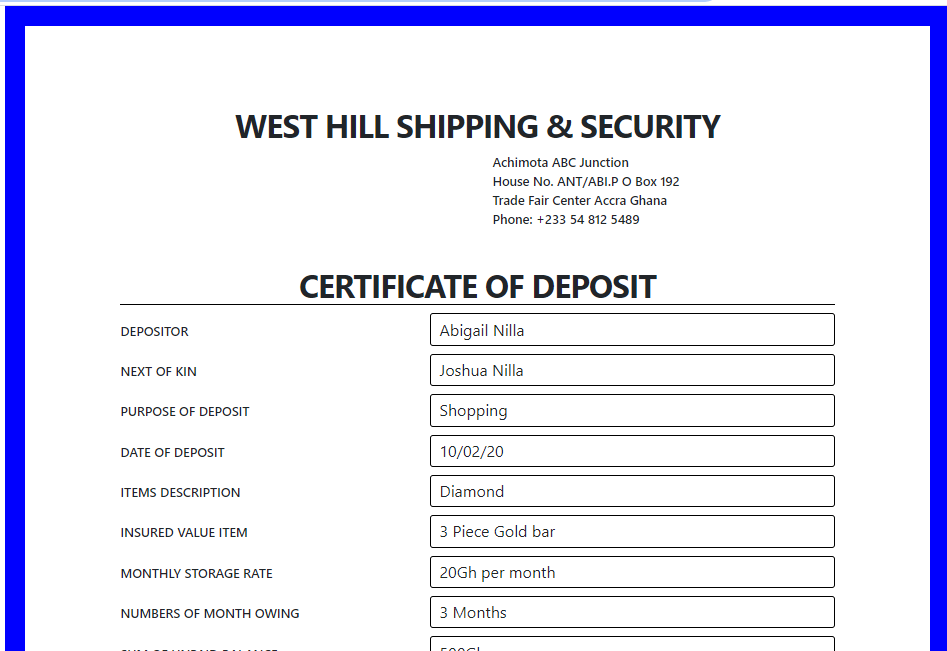 WEST HILL SHIPPING & SECURITY
Achimota ABC Junction
House No. ANT/ABI.P O Box 192
Trade Fair Center Accra Ghana
Phone: +233 54 812 5489
CERTIFICATE OF DEPOSIT
DEPOSITOR Abigail Nilla
NEXT OF KIN Joshua Nilla
PURPOSE OF DEPOSIT Shopping
DATE OF DEPOSIT 10/02/20
ITEMS DESCRIPTION Diamond
INSURED VALUE ITEM 3 Piece Gold bar
MONTHLY STORAGE RATE 20Gh per month
NUMBERS OF MONTH OWING 3 Months